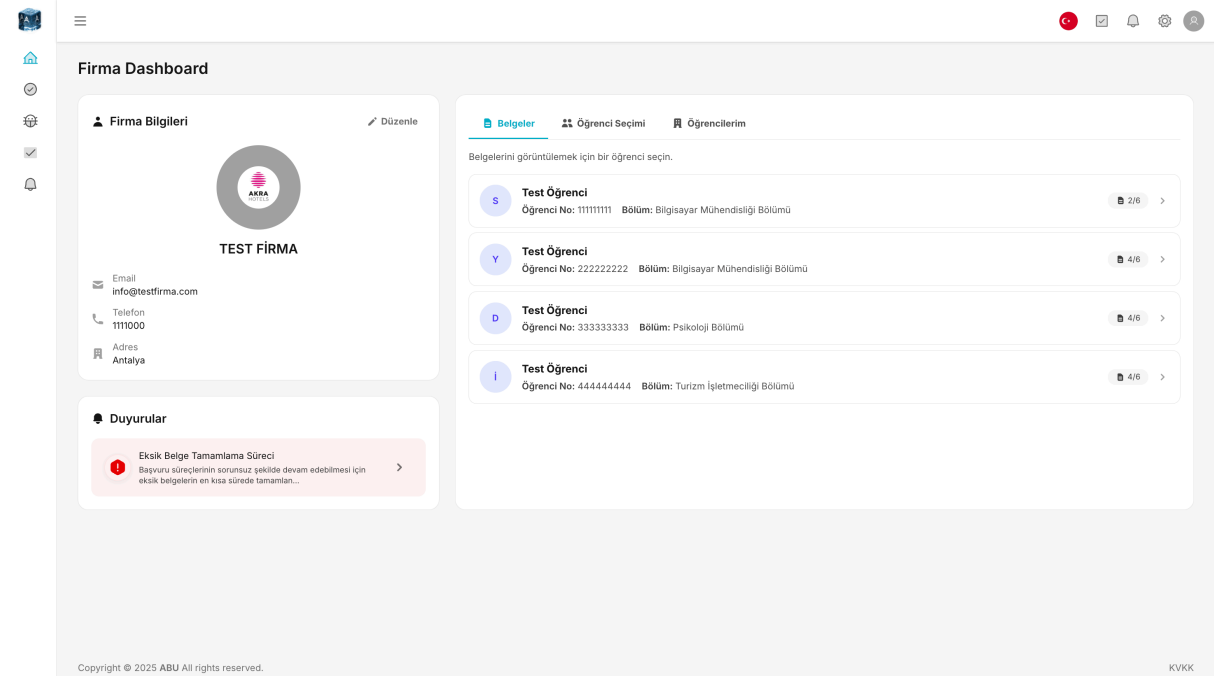 Firma Dashboard
Firma Bilgileri
Düzenle
AKRA
HOTELS
TEST FİRMA
Email
info@testfirma.com
Telefon
1111000
Adres
Antalya
Duyurular
Eksik Belge Tamamlama Süreci
Başvuru süreçlerinin sorunsuz şekilde devam edebilmesi için
eksik belgelerin en kısa sürede tamamlan...
Belgeler Öğrenci Seçimi Öğrencilerim
Belgelerini görüntülemek için bir öğrenci seçin.
S
Test Öğrenci
Öğrenci No: 111111111 Bölüm: Bilgisayar Mühendisliği Bölümü
2/6
Y
Test Öğrenci
Öğrenci No: 222222222 Bölüm: Bilgisayar Mühendisliği Bölümü
4/6
D
Test Öğrenci
Öğrenci No: 333333333 Bölüm: Psikoloji Bölümü
4/6
İ
Test Öğrenci
Öğrenci No: 444444444 Bölüm: Turizm İşletmeciliği Bölümü
4/6
Copyright © 2025 ABU All rights reserved.
KVKK